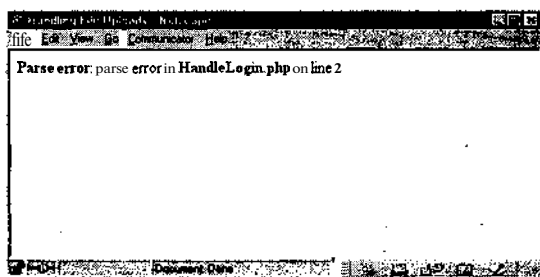 Handling File Uploads - Netscape
File Edit View Go Communicator Help
Parse error: parse error in HandleLogin.php on line 2
Document: Done